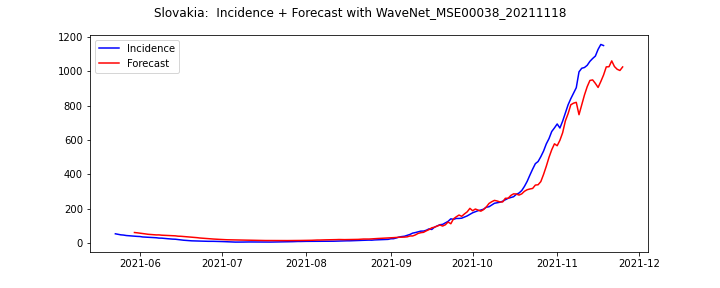 Slovakia:  Incidence + Forecast with WaveNet_MSE00038_20211118
1200
1000
800
600
400
200
0
Incidence
Forecast
2021-06 2021-07 2021-08 2021-09 2021-10 2021-11 2021-12